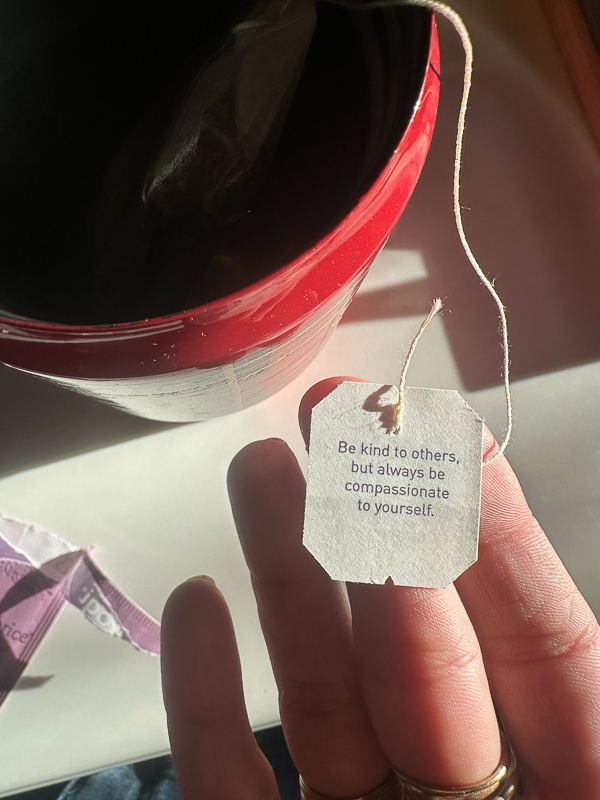 Be kind to others,
but always be
compassionate
to yourself.